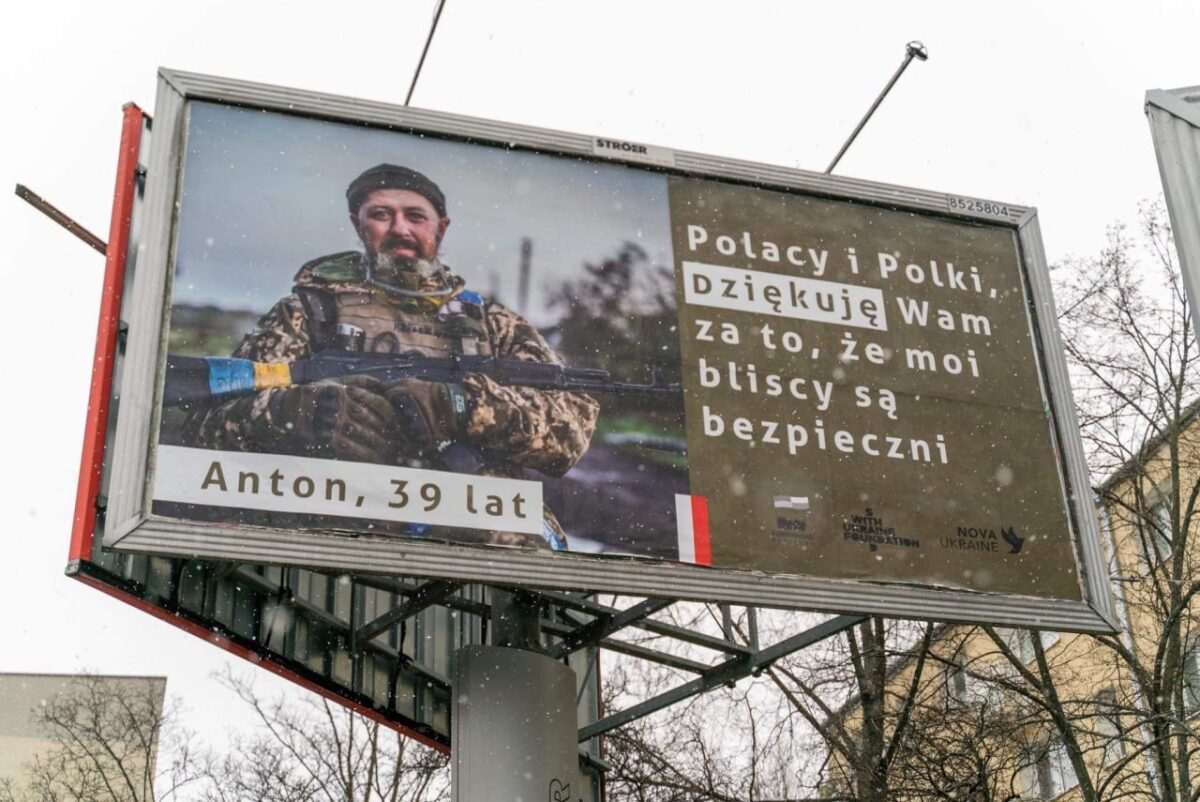 STRÖER
8525804
Polacy i Polki,
Dziękuję Wam
za to, że moi
bliscy są
bezpieczni
Anton, 39 lat
S
WITH
UKRAINE
FOUNDATION
D
NOVA
UKRAINE